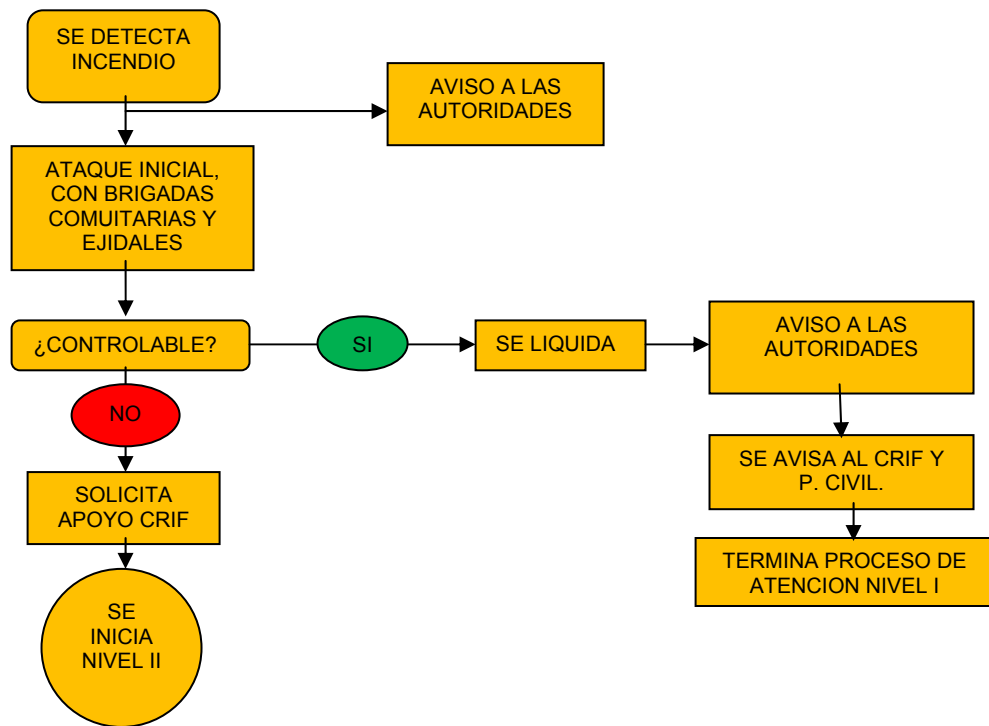 SE DETECTA
INCENDIO
AVISO A LAS
AUTORIDADES
ATAQUE INICIAL,
CON BRIGADAS
COMUITARIAS Y
EJIDALES
¿CONTROLABLE?
SI
SE LIQUIDA
AVISO A LAS
AUTORIDADES
NO
SE AVISA AL CRIF Y
P. CIVIL.
SOLICITA
APOYO CRIF
TERMINA PROCESO DE
ATENCION NIVEL I
SE
INICIA
NIVEL II